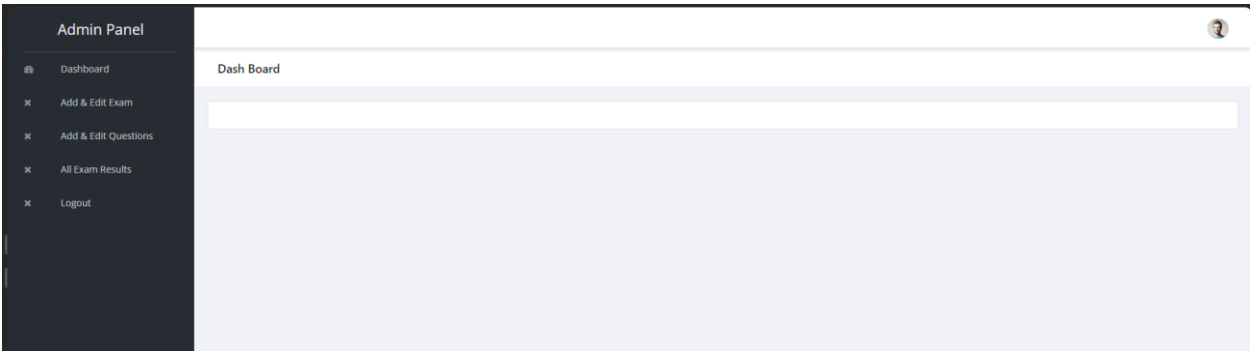 Admin Panel
Dashboard
Add & Edit Exam
Add & Edit Questions
All Exam Results
Logout
Dash Board